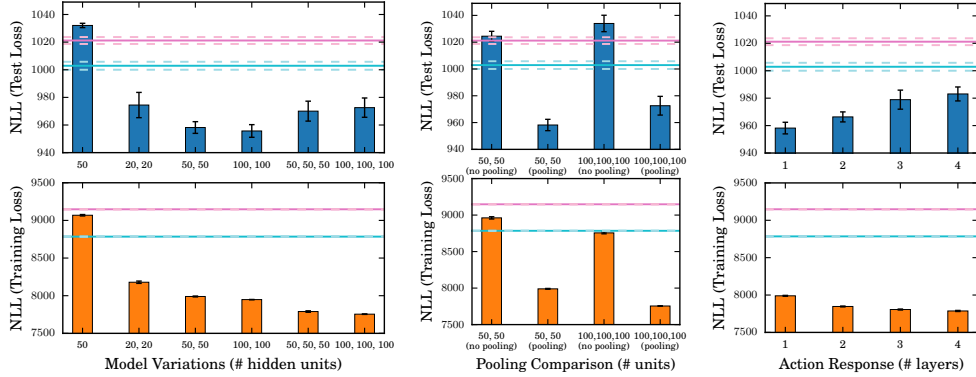 NLL (Test Loss)
1060
1040
1020
1000
980
960
940
50
20, 20
50, 50
100, 100
50, 50, 50
100, 100, 100
NLL (Test Loss)
1060
1040
1020
1000
980
960
940
50, 50
(no pooling)
50, 50
(pooling)
100,100,100
(no pooling)
100,100,100
(pooling)
NLL (Test Loss)
1060
1040
1020
1000
980
960
940
1
2
3
4
NLL (Training Loss)
9500
9000
8500
8000
7500
50
20, 20
50, 50
100, 100
50, 50, 50
100, 100, 100
Model Variations (# hidden units)
NLL (Training Loss)
9500
9000
8500
8000
7500
50, 50
(no pooling)
50, 50
(pooling)
100,100,100
(no pooling)
100,100,100
(pooling)
Pooling Comparison (# units)
NLL (Training Loss)
9500
9000
8500
8000
7500
1
2
3
4
Action Response (# layers)